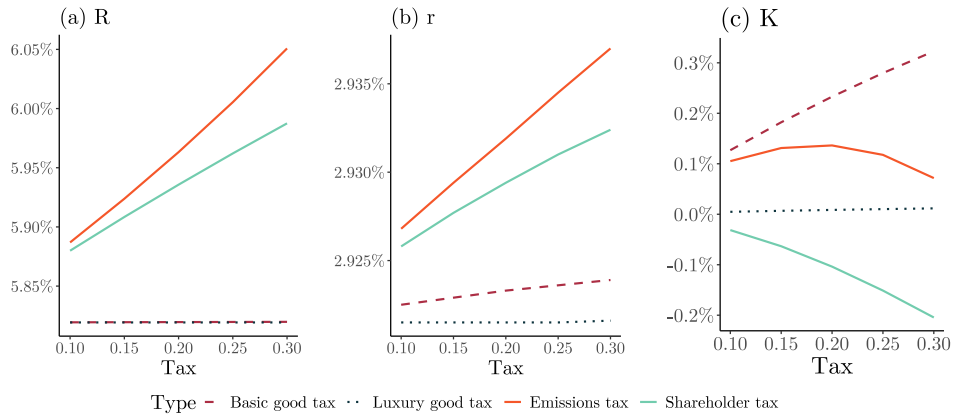 (a) R
6.05%
6.00%
5.95%
5.90%
5.85%
0.10 0.15 0.20 0.25 0.30
Tax
(b) r
2.935%
2.930%
2.925%
0.10 0.15 0.20 0.25 0.30
Tax
(c) K
0.3%
0.2%
0.1%
0.0%
-0.1%
-0.2%
0.10 0.15 0.20 0.25 0.30
Tax
Type Basic good tax Luxury good tax Emissions tax Shareholder tax